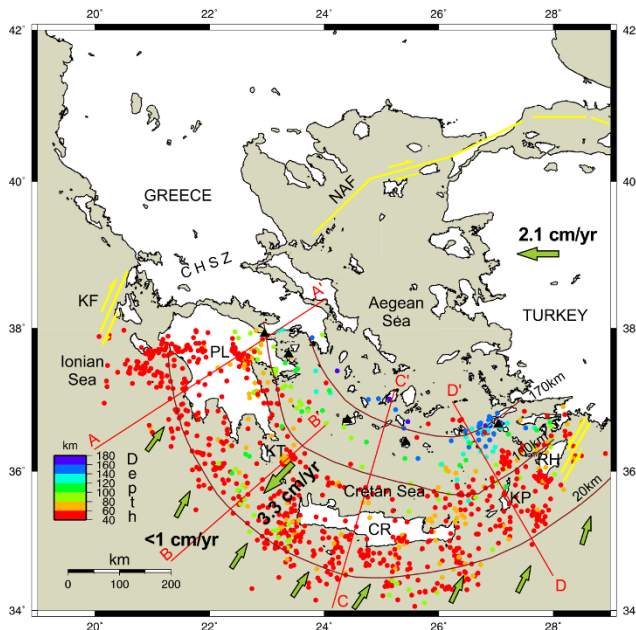 20˚ 22˚ 24˚ 26˚ 28˚
42˚ 42˚
GREECE
NAF
40˚ 40˚
2.1 cm/yr
C H S Z
KF
A'
Aegean
Sea
TURKEY
38˚ 38˚
PL
Ionian
Sea
C'
D'
170km
A
B'
100km
KT
RH
km
180
160
140
120
100
80
60
40
Depth
36˚ 36˚
3.3 cm/yr
Cretan Sea
KP
20km
<1 cm/yr
CR
B
km
0 100 200
C
D
34˚ 34˚
20˚ 22˚ 24˚ 26˚ 28˚